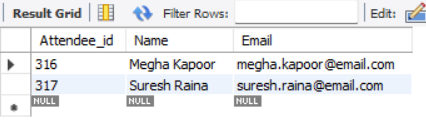 Result Grid Filter Rows: Edit:
Attendee_id Name Email
316 Megha Kapoor megha.kapoor@email.com
317 Suresh Raina suresh.raina@email.com
NULL NULL NULL